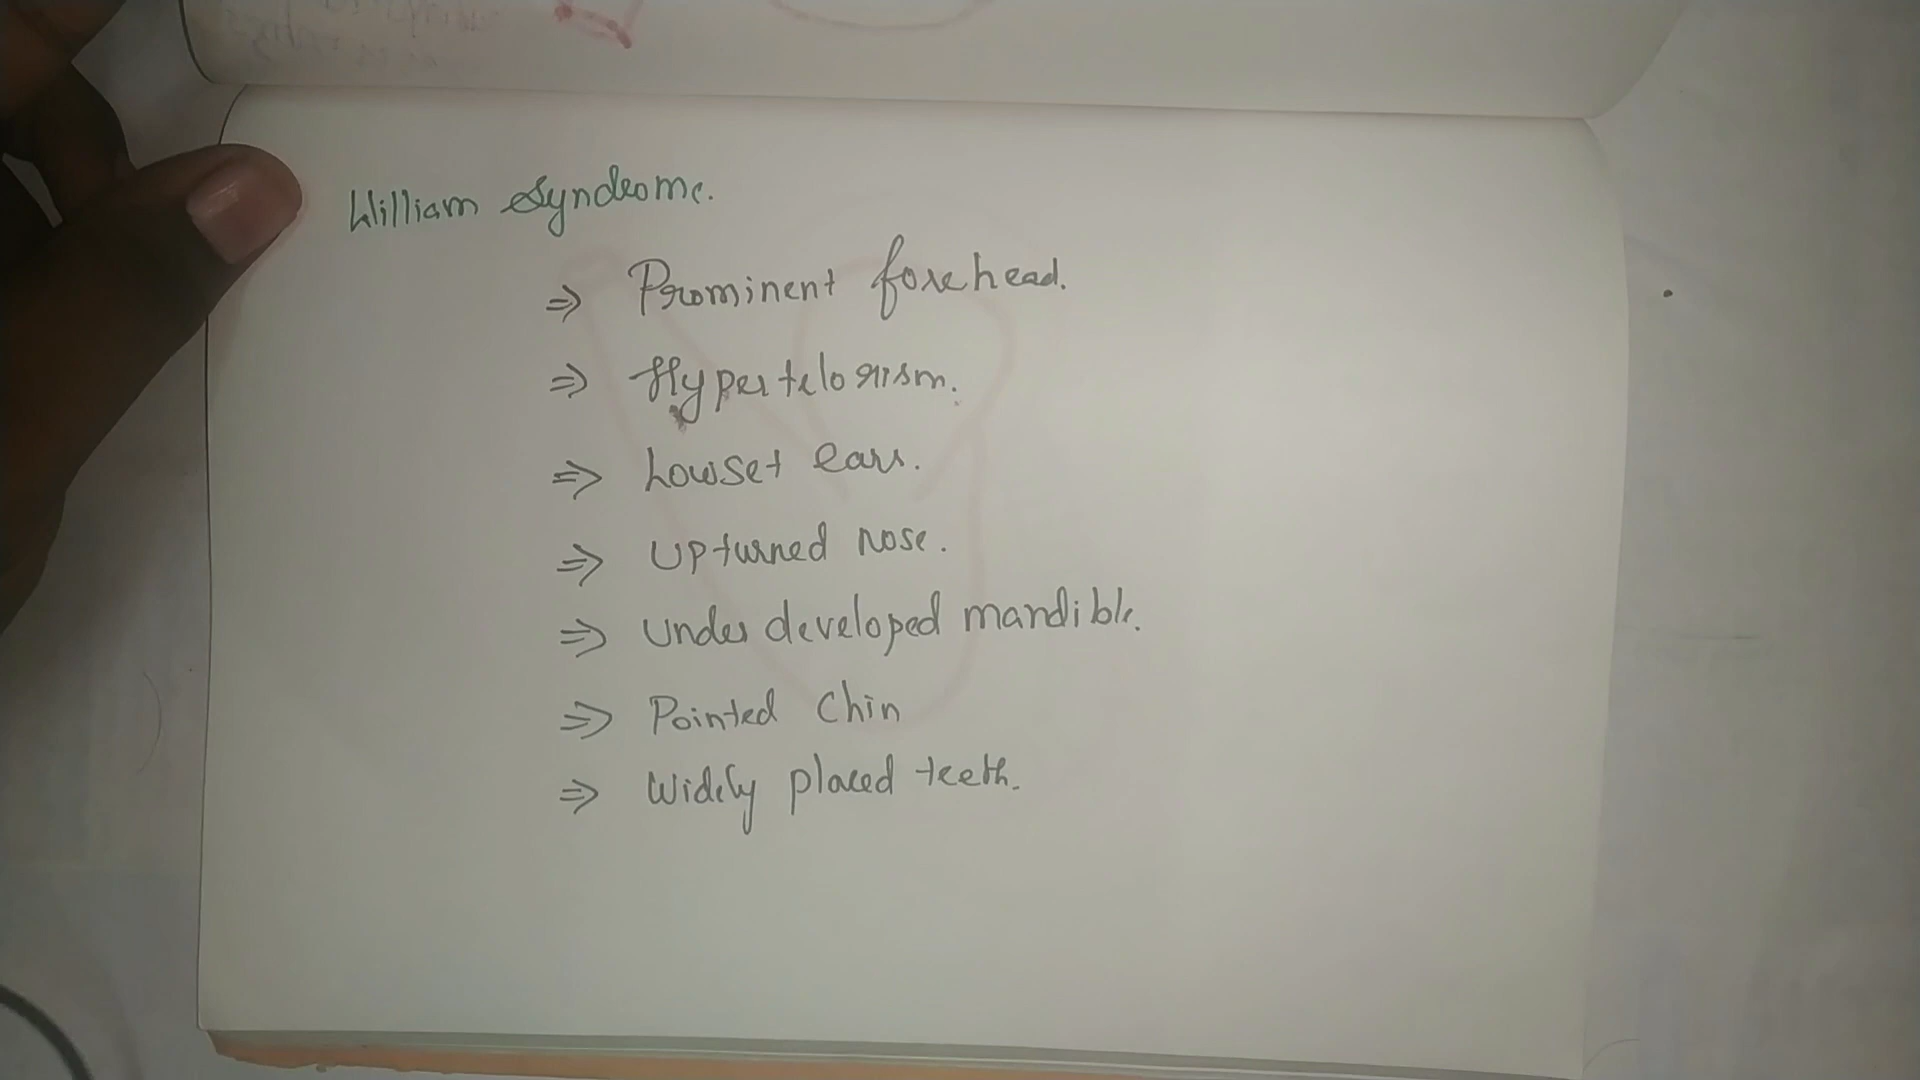 William Syndrome.
⇒ Prominent forehead.
⇒ Hypertelorism.
⇒ Lowset ears.
⇒ Upturned nose.
⇒ Under developed mandible.
⇒ Pointed Chin
⇒ Widely placed teeth.